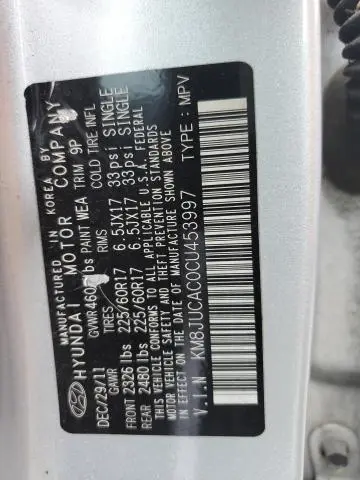 MANUFACTURED IN KOREA BY
HYUNDAI MOTOR COMPANY
DEC/29/11 GVWR460 lbs PAINT WEA TRIM 9P
GAWR TIRES RIMS COLD TIRE INFL.
FRONT 2326 lbs 225/60R17 6.5JX17 33psi SINGLE
REAR 2480 lbs 225/60R17 6.5JX17 33psi SINGLE
THIS VEHICLE CONFORMS TO ALL APPLICABLE U.S.A. FEDERAL
MOTOR VEHICLE SAFETY AND THEFT PREVENTION STANDARDS
IN EFFECT ON THE DATE OF MANUFACTURE SHOWN ABOVE
V.I.N : KM8JUCAC0CU453997 TYPE : MPV